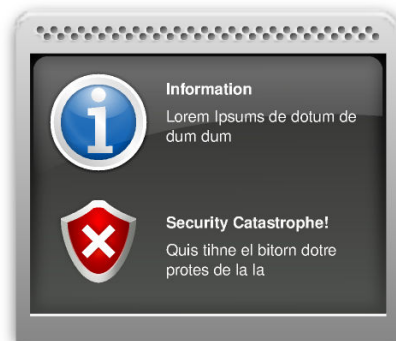 Information
Lorem Ipsums de dotum de
dum dum
Security Catastrophe!
Quis tihne el bitorn dotre
protes de la la